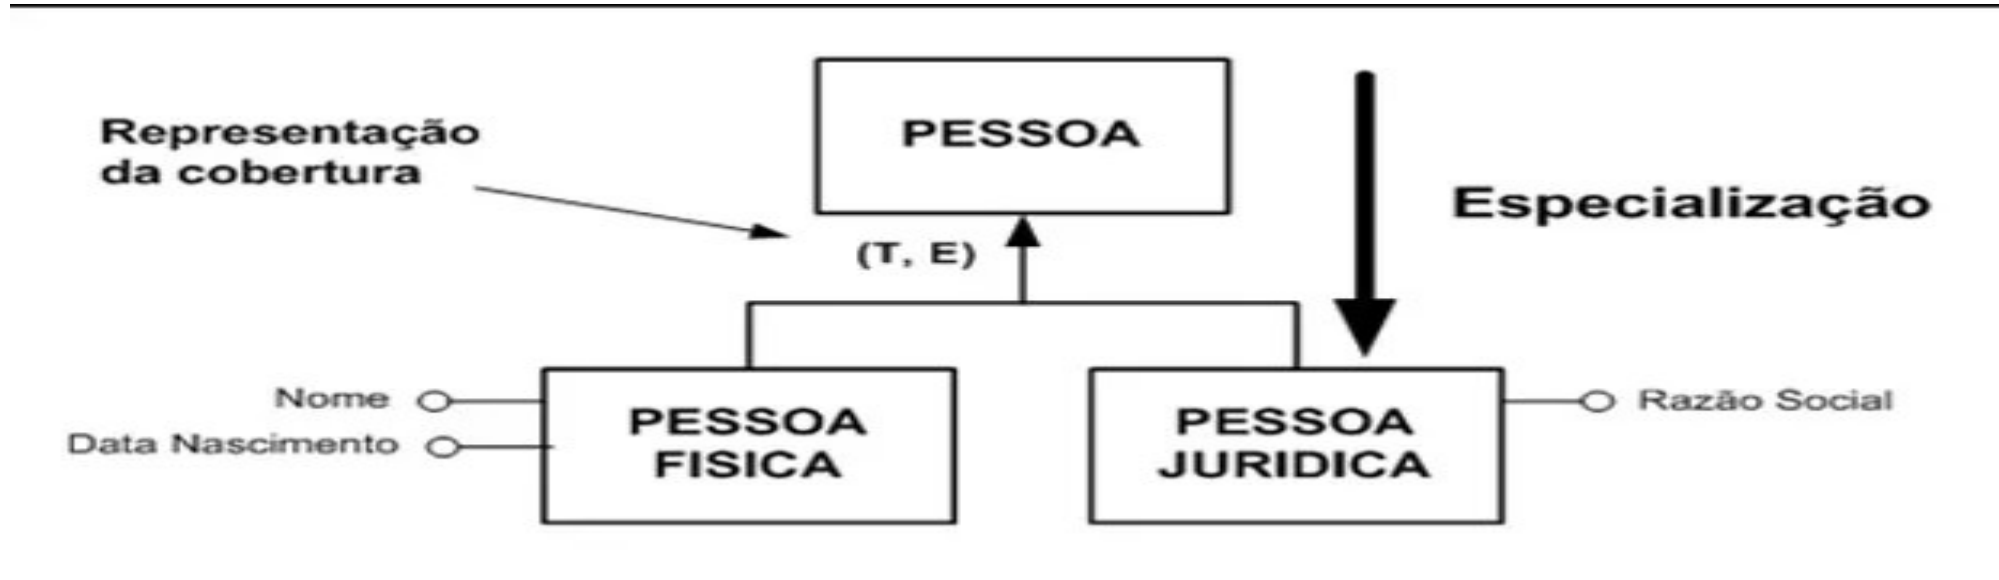 PESSOA
Representação
da cobertura
Especialização
(T, E)
Nome
Data Nascimento
PESSOA
FISICA
PESSOA
JURIDICA
Razão Social